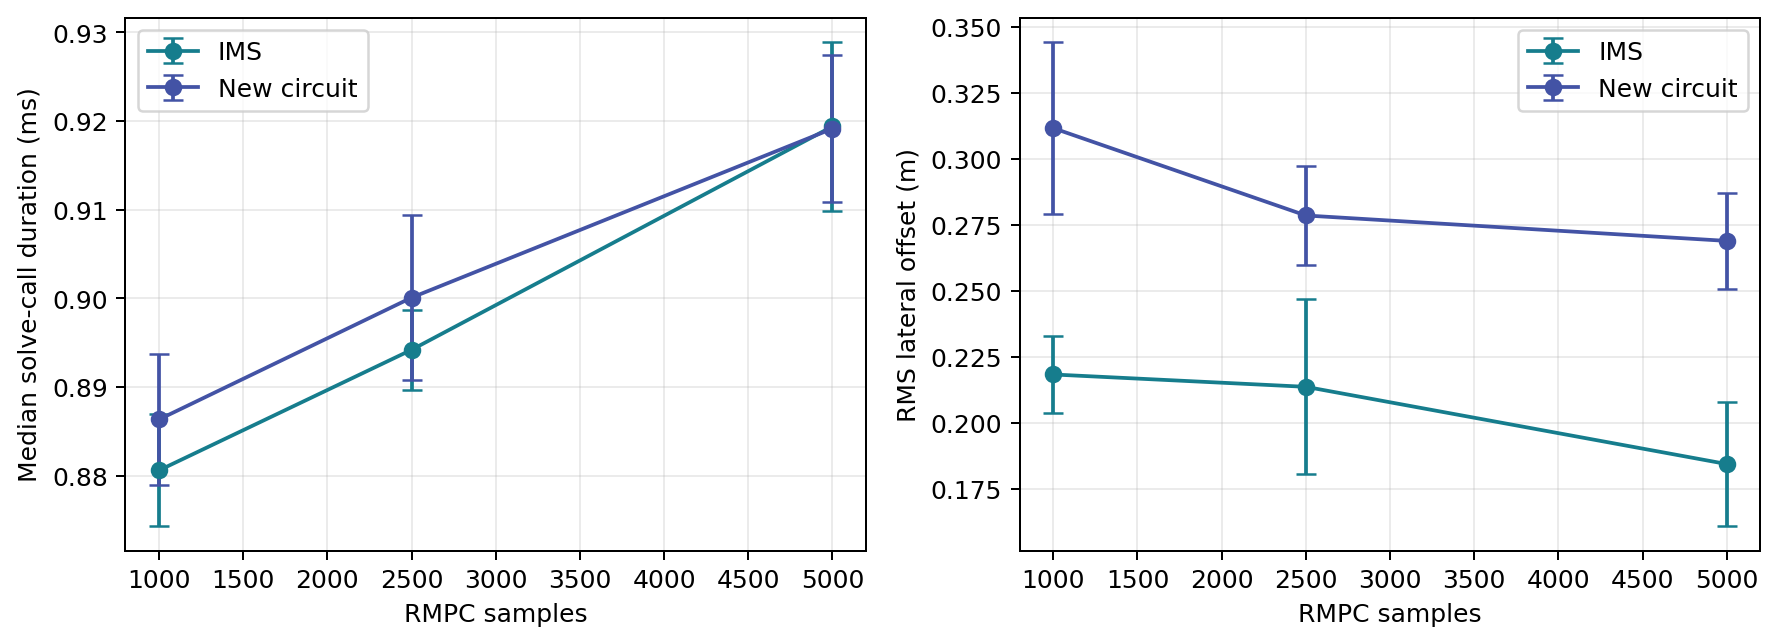 0.93
0.92
0.91
0.90
0.89
0.88
Median solve-call duration (ms)
IMS
New circuit
1000 1500 2000 2500 3000 3500 4000 4500 5000
RMPC samples
0.350
0.325
0.300
0.275
0.250
0.225
0.200
0.175
RMS lateral offset (m)
IMS
New circuit
1000 1500 2000 2500 3000 3500 4000 4500 5000
RMPC samples